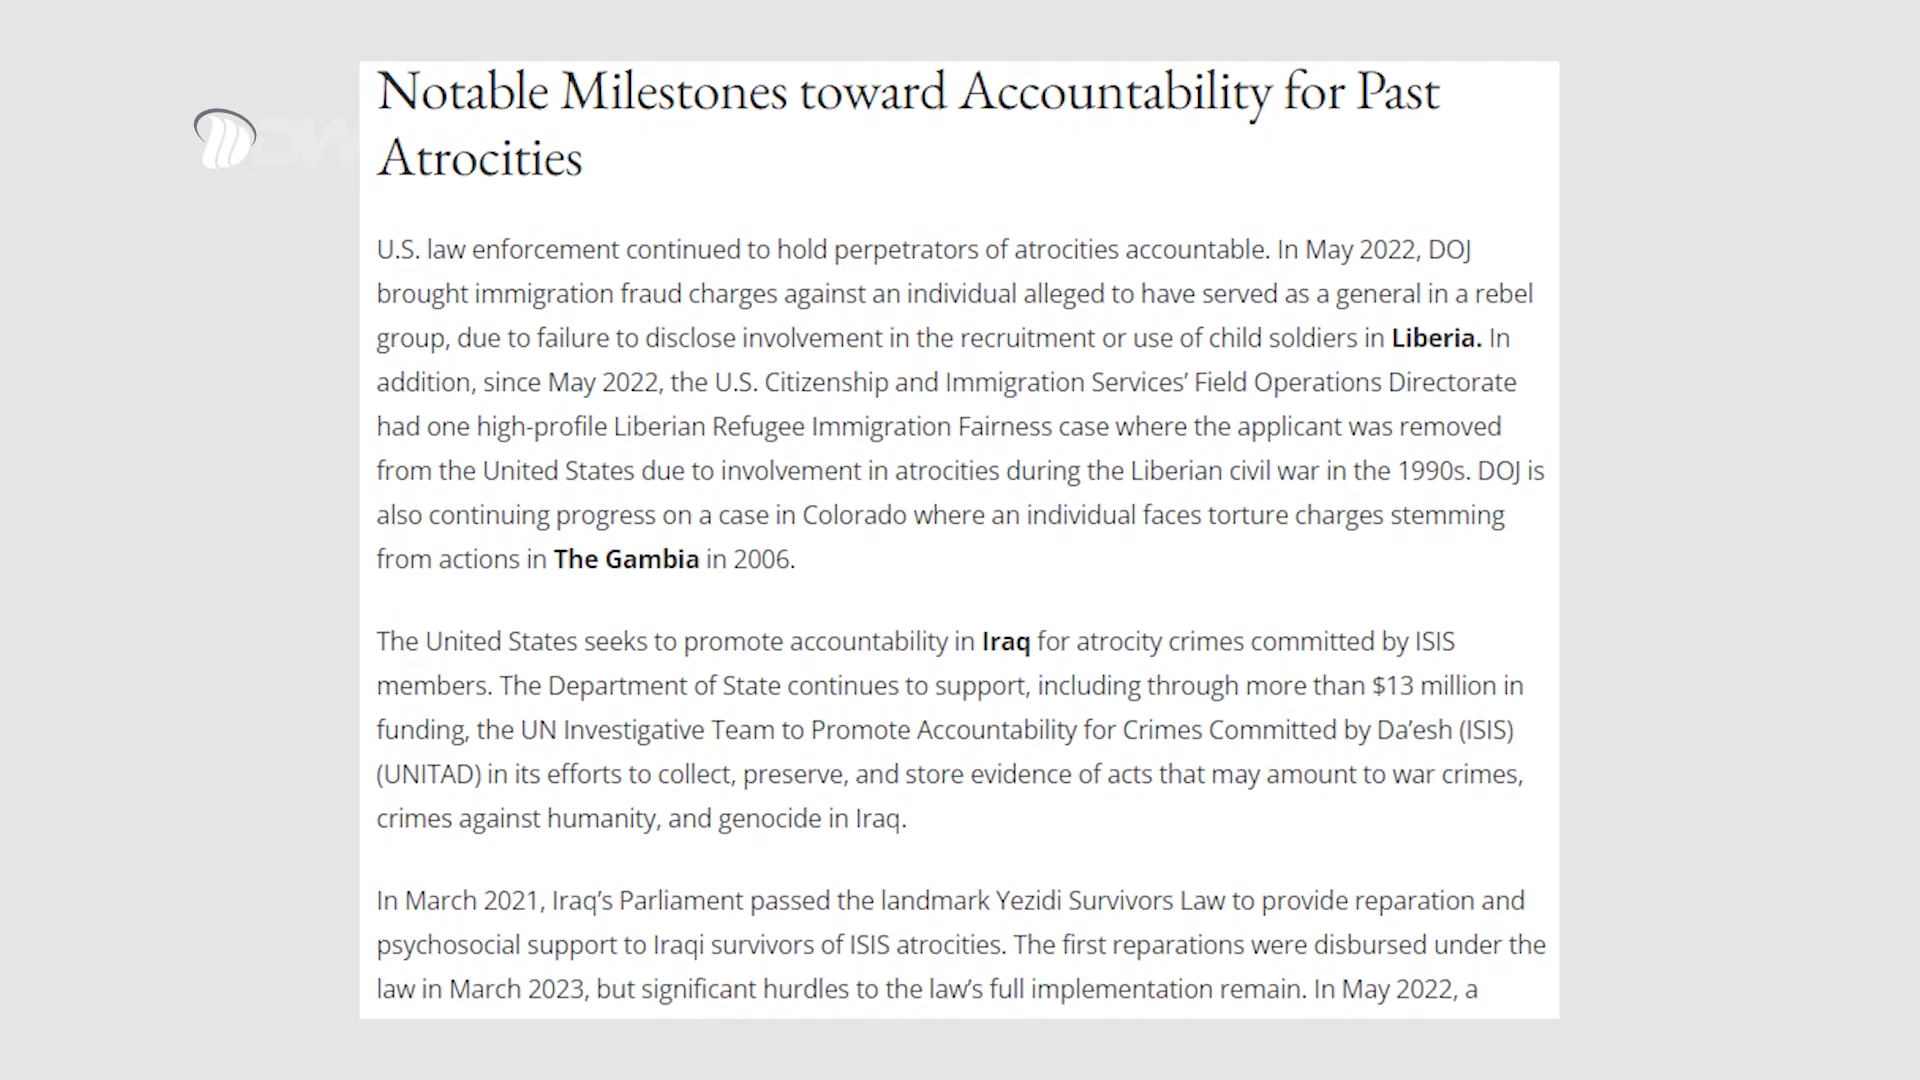 Notable Milestones toward Accountability for Past
Atrocities
U.S. law enforcement continued to hold perpetrators of atrocities accountable. In May 2022, DOJ
brought immigration fraud charges against an individual alleged to have served as a general in a rebel
group, due to failure to disclose involvement in the recruitment or use of child soldiers in Liberia. In
addition, since May 2022, the U.S. Citizenship and Immigration Services’ Field Operations Directorate
had one high-profile Liberian Refugee Immigration Fairness case where the applicant was removed
from the United States due to involvement in atrocities during the Liberian civil war in the 1990s. DOJ is
also continuing progress on a case in Colorado where an individual faces torture charges stemming
from actions in The Gambia in 2006.
The United States seeks to promote accountability in Iraq for atrocity crimes committed by ISIS
members. The Department of State continues to support, including through more than $13 million in
funding, the UN Investigative Team to Promote Accountability for Crimes Committed by Da’esh (ISIS)
(UNITAD) in its efforts to collect, preserve, and store evidence of acts that may amount to war crimes,
crimes against humanity, and genocide in Iraq.
In March 2021, Iraq’s Parliament passed the landmark Yezidi Survivors Law to provide reparation and
psychosocial support to Iraqi survivors of ISIS atrocities. The first reparations were disbursed under the
law in March 2023, but significant hurdles to the law’s full implementation remain. In May 2022, a